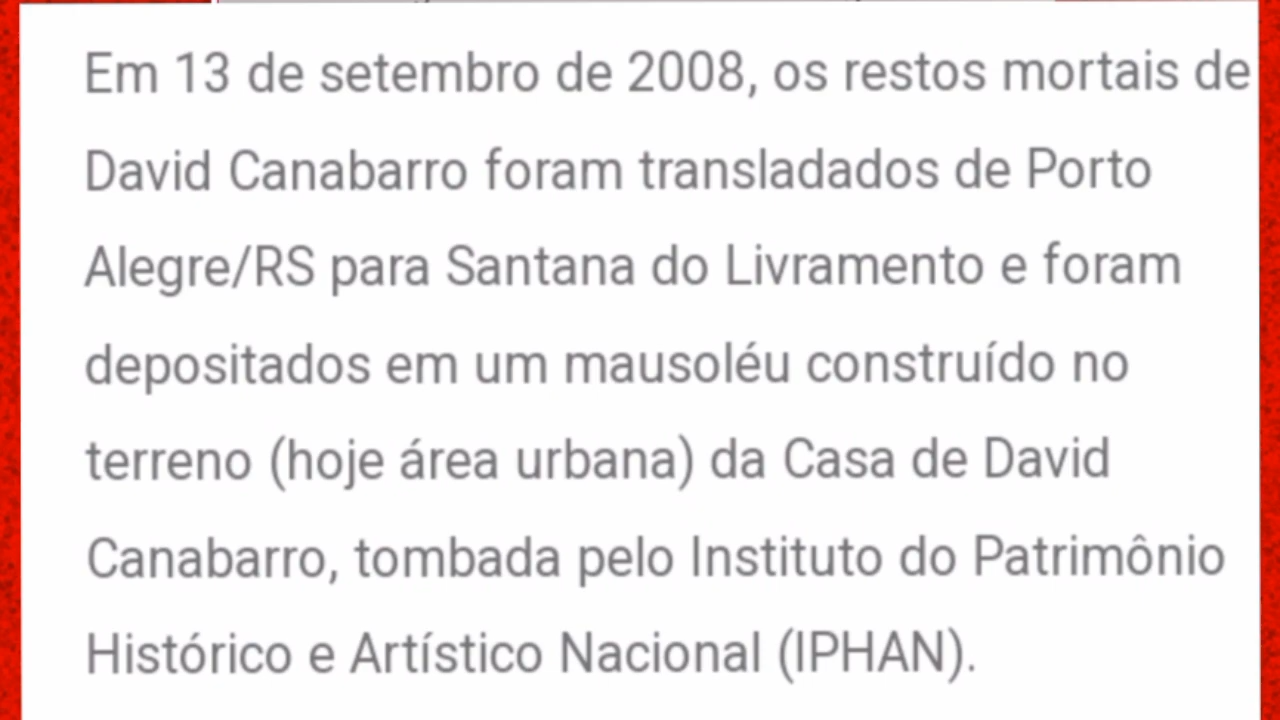 Em 13 de setembro de 2008, os restos mortais de
David Canabarro foram transladados de Porto
Alegre/RS para Santana do Livramento e foram
depositados em um mausoléu construído no
terreno (hoje área urbana) da Casa de David
Canabarro, tombada pelo Instituto do Patrimônio
Histórico e Artístico Nacional (IPHAN).